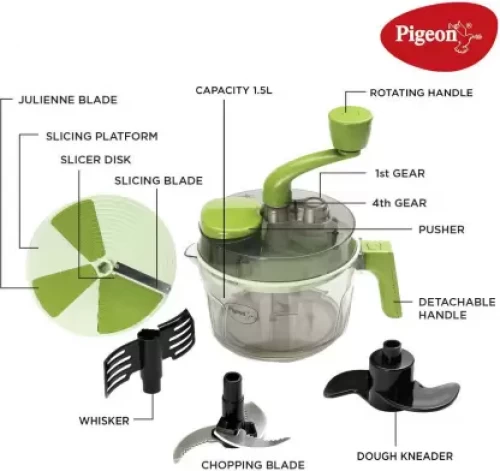 Pigeon
JULIENNE BLADE
CAPACITY 1.5L
ROTATING HANDLE
SLICING PLATFORM
SLICER DISK
SLICING BLADE
1st GEAR
4th GEAR
PUSHER
DETACHABLE
HANDLE
Pigeon
WHISKER
CHOPPING BLADE
DOUGH KNEADER